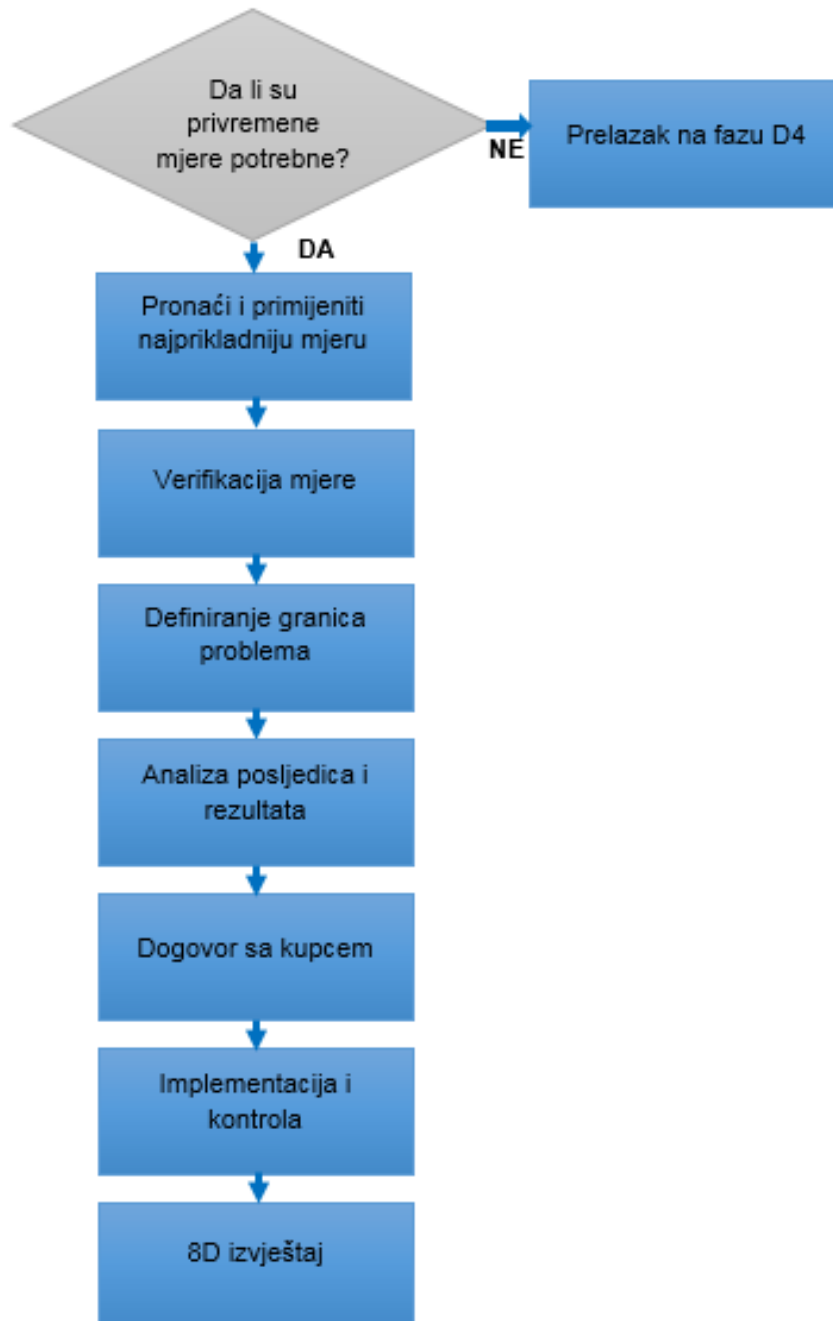 Da li su
privremene
mjere potrebne?
NE
Prelazak na fazu D4
DA
Pronaći i primijeniti
najprikladniju mjeru
Verifikacija mjere
Definiranje granica
problema
Analiza posljedica i
rezultata
Dogovor sa kupcem
Implementacija i
kontrola
8D izvještaj